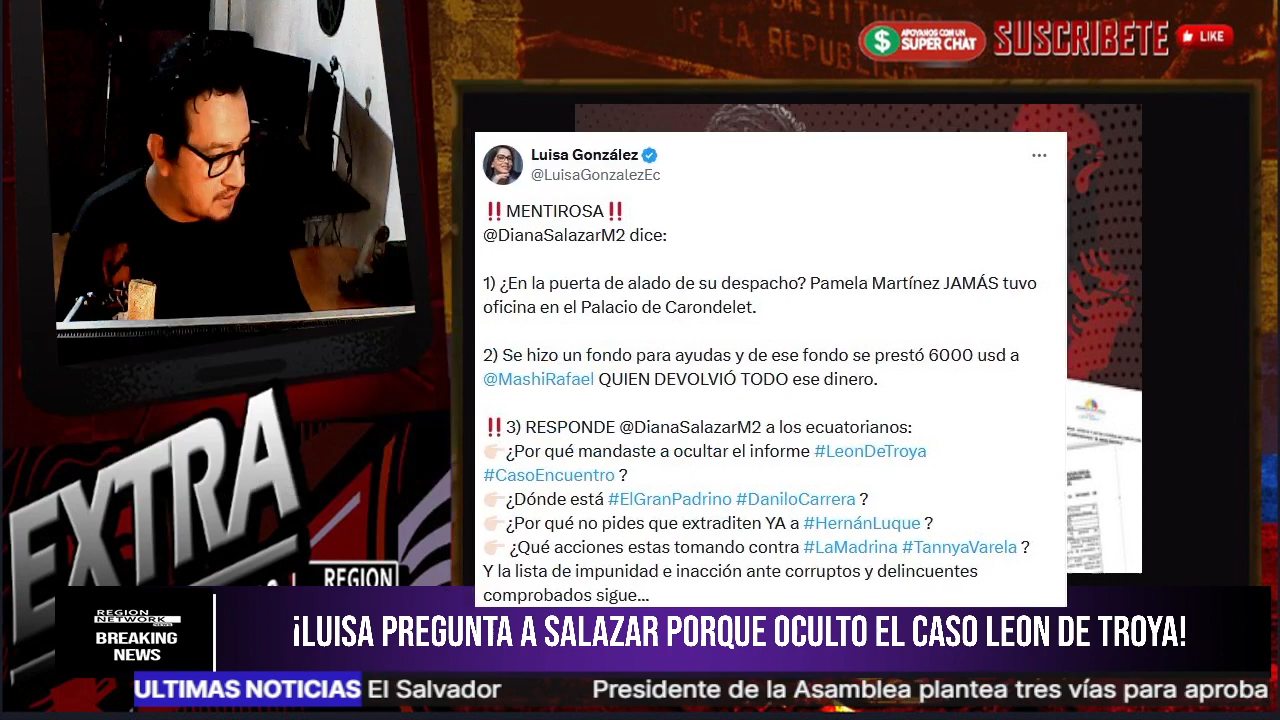 CONSTITUCIO
DE LA REPUBLICA
$ APOYANOS CON UN
SUPER CHAT
SUSCRIBETE
LIKE
Luisa González
@LuisaGonzalezEc
‼️MENTIROSA‼️
@DianaSalazarM2 dice:
1) ¿En la puerta de alado de su despacho? Pamela Martínez JAMÁS tuvo
oficina en el Palacio de Carondelet.
2) Se hizo un fondo para ayudas y de ese fondo se prestó 6000 usd a
@MashiRafael QUIEN DEVOLVIÓ TODO ese dinero.
‼️3) RESPONDE @DianaSalazarM2 a los ecuatorianos:
👉🏻¿Por qué mandaste a ocultar el informe #LeonDeTroya
#CasoEncuentro ?
👉🏻¿Dónde está #ElGranPadrino #DaniloCarrera ?
👉🏻¿Por qué no pides que extraditen YA a #HernánLuque ?
👉🏻 ¿Qué acciones estas tomando contra #LaMadrina #TannyaVarela ?
Y la lista de impunidad e inacción ante corruptos y delincuentes
comprobados sigue...
EXTRA
REGION
REGION
NETWORK
NEWS
BREAKING
NEWS
¡LUISA PREGUNTA A SALAZAR PORQUE OCULTO EL CASO LEON DE TROYA!
ULTIMAS NOTICIAS El Salvador Presidente de la Asamblea plantea tres vías para aproba